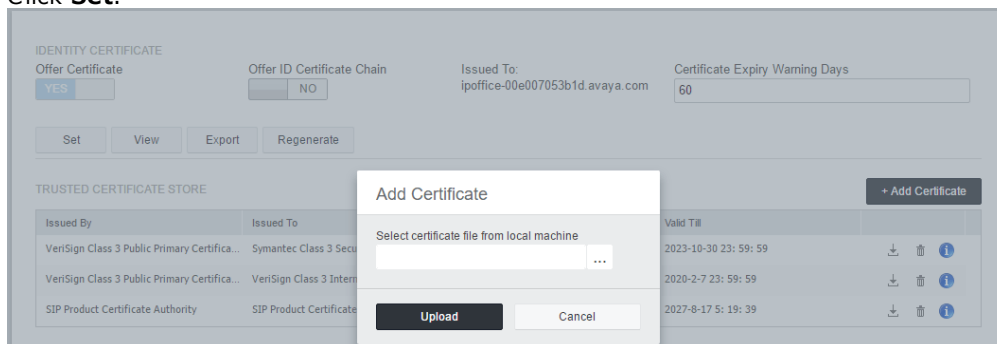 Click Set.
IDENTITY CERTIFICATE
Offer Certificate Offer ID Certificate Chain Issued To: Certificate Expiry Warning Days
YES NO ipoffice-00e007053b1d.avaya.com 60
Set View Export Regenerate
TRUSTED CERTIFICATE STORE + Add Certificate
Add Certificate
Issued By Issued To Valid Till
Select certificate file from local machine
VeriSign Class 3 Public Primary Certifica... Symantec Class 3 Secu 2023-10-30 23: 59: 59
...
VeriSign Class 3 Public Primary Certifica... VeriSign Class 3 Intern 2020-2-7 23: 59: 59
SIP Product Certificate Authority SIP Product Certificate 2027-8-17 5: 19: 39
Upload Cancel